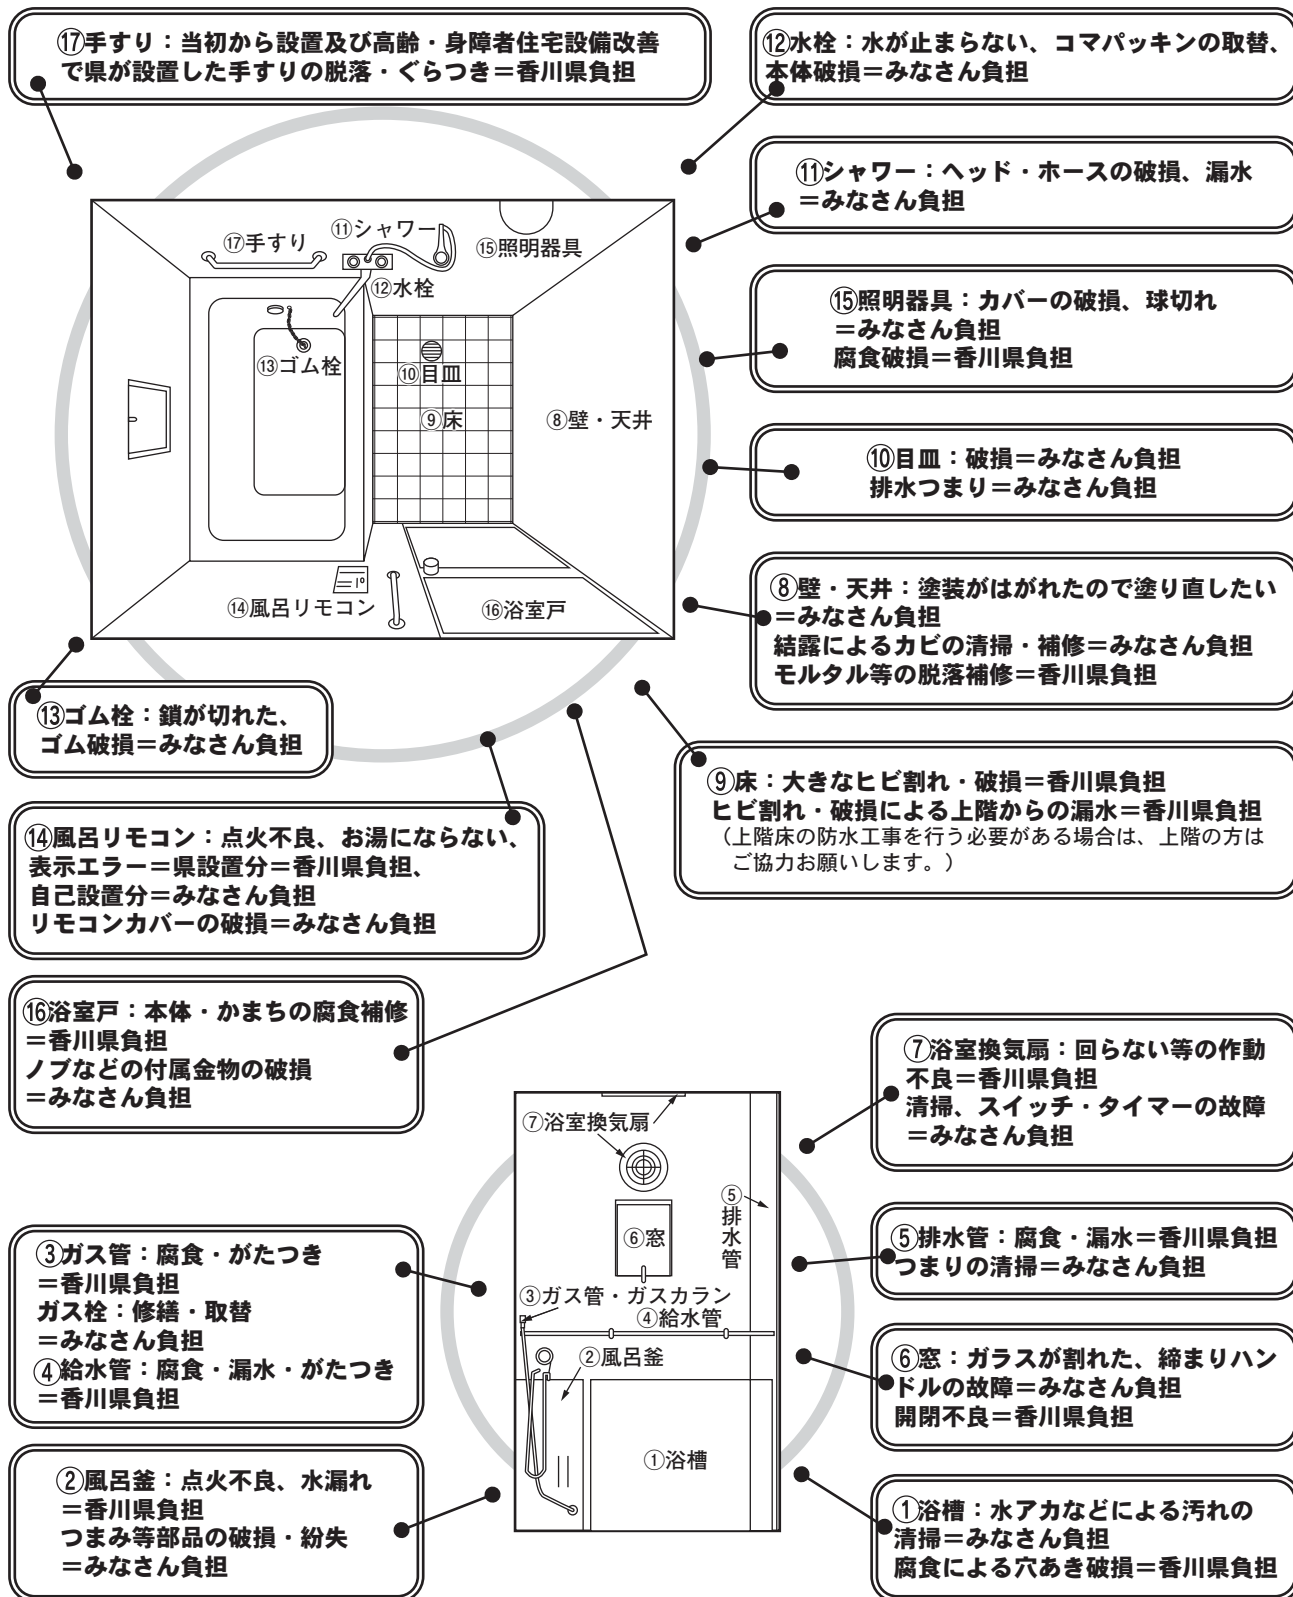 ⑰手すり：当初から設置及び高齢・身障者住宅設備改善
で県が設置した手すりの脱落・ぐらつき＝香川県負担
⑫水栓：水が止まらない、コマパッキンの取替、
本体破損＝みなさん負担
⑪シャワー：ヘッド・ホースの破損、漏水
＝みなさん負担
⑮照明器具：カバーの破損、球切れ
＝みなさん負担
腐食破損＝香川県負担
⑩目皿：破損＝みなさん負担
排水つまり＝みなさん負担
⑧壁・天井：塗装がはがれたので塗り直したい
＝みなさん負担
結露によるカビの清掃・補修＝みなさん負担
モルタル等の脱落補修＝香川県負担
⑨床：大きなヒビ割れ・破損＝香川県負担
ヒビ割れ・破損による上階からの漏水＝香川県負担
（上階床の防水工事を行う必要がある場合は、上階の方は
ご協力お願いします。）
⑰手すり
⑪シャワー
⑮照明器具
⑫水栓
⑬ゴム栓
⑩目皿
⑨床
⑧壁・天井
⑭風呂リモコン
⑯浴室戸
⑬ゴム栓：鎖が切れた、
ゴム破損＝みなさん負担
⑭風呂リモコン：点火不良、お湯にならない、
表示エラー＝県設置分＝香川県負担、
自己設置分＝みなさん負担
リモコンカバーの破損＝みなさん負担
⑯浴室戸：本体・かまちの腐食補修
＝香川県負担
ノブなどの付属金物の破損
＝みなさん負担
⑦浴室換気扇：回らない等の作動
不良＝香川県負担
清掃、スイッチ・タイマーの故障
＝みなさん負担
⑦浴室換気扇
⑤排水管
⑥窓
③ガス管・ガスカラン
④給水管
②風呂釜
①浴槽
③ガス管：腐食・がたつき
＝香川県負担
ガス栓：修繕・取替
＝みなさん負担
④給水管：腐食・漏水・がたつき
＝香川県負担
⑤排水管：腐食・漏水＝香川県負担
つまりの清掃＝みなさん負担
⑥窓：ガラスが割れた、締まりハン
ドルの故障＝みなさん負担
開閉不良＝香川県負担
②風呂釜：点火不良、水漏れ
＝香川県負担
つまみ等部品の破損・紛失
＝みなさん負担
①浴槽：水アカなどによる汚れの
清掃＝みなさん負担
腐食による穴あき破損＝香川県負担